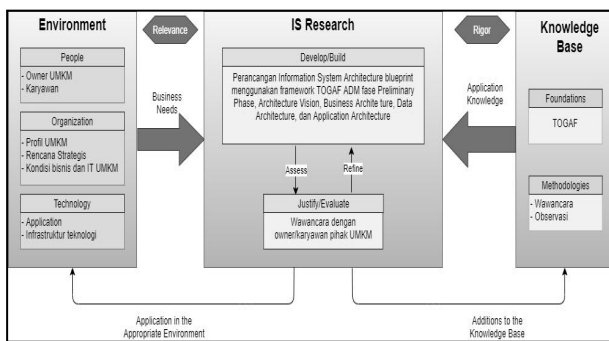 Environment
People
- Owner UMKM
- Karyawan
Organization
- Profil UMKM
- Rencana Strategis
- Kondisi bisnis dan IT UMKM
Technology
- Application
- Infrastruktur teknologi
Relevance
Business
Needs
IS Research
Develop/Build
Perancangan Information System Architecture blueprint
menggunakan framework TOGAF ADM fase Preliminary
Phase, Architecture Vision, Business Archite ture, Data
Architecture, dan Application Architecture
Assess
Refine
Justify/Evaluate
Wawancara dengan
owner/karyawan pihak UMKM
Rigor
Application
Knowledge
Knowledge
Base
Foundations
TOGAF
Methodologies
- Wawancara
- Observasi
Application in the
Appropriate Environment
Additions to the
Knowledge Base